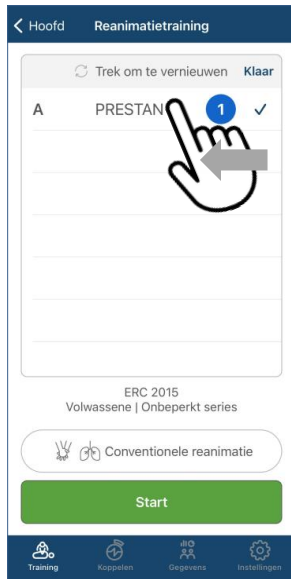 Hoofd Reanimatietraining
Trek om te vernieuwen Klaar
A PRESTAN 1
ERC 2015
Volwassene | Onbeperkt series
Conventionele reanimatie
Start
Training Koppelen Gegevens Instellingen